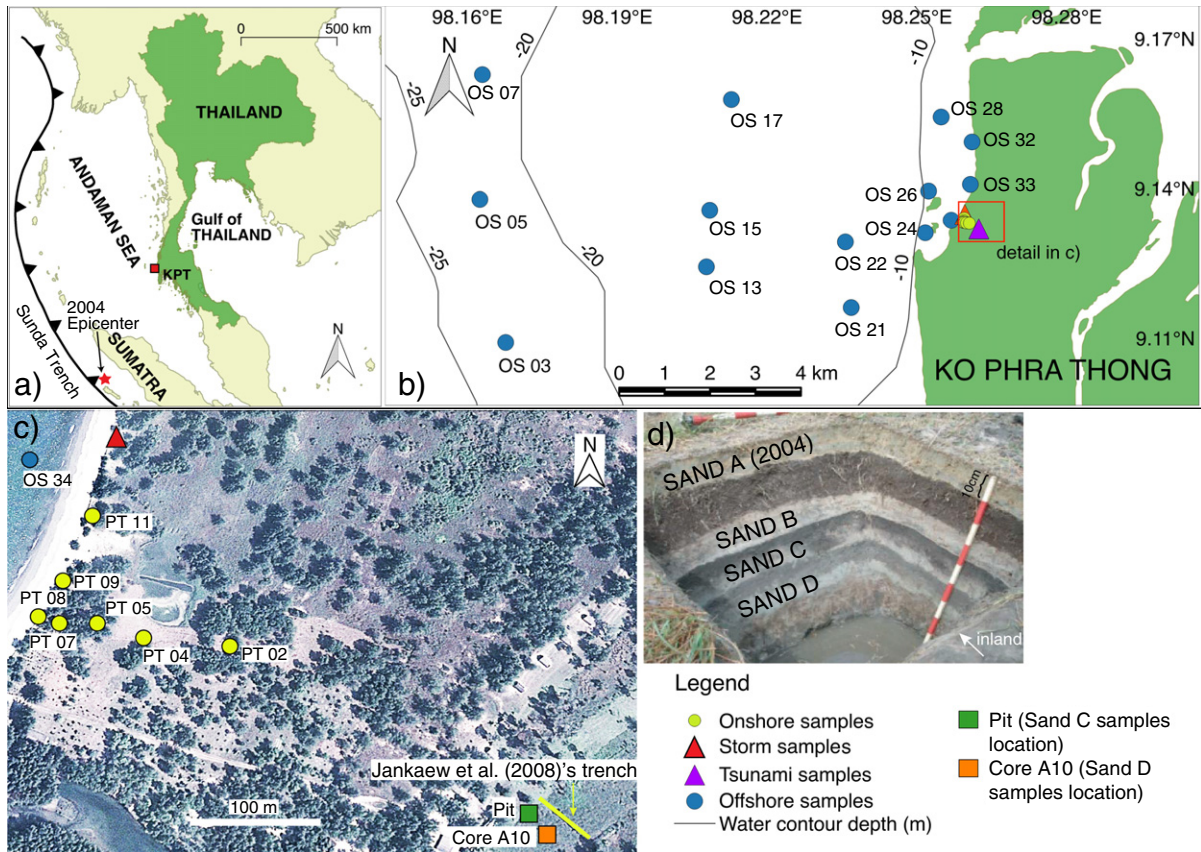 0 500 km
N
THAILAND
ANDAMAN SEA
Gulf of
THAILAND
KPT
2004
Epicenter
Sunda Trench
SUMATRA
N
a)
98.16°E 98.19°E 98.22°E 98.25°E 98.28°E
9.17°N
-20
-10
-25
N
OS 07
OS 17
OS 28
OS 32
9.14°N
OS 33
OS 26
OS 05
OS 15
OS 24
detail in c)
OS 22
-25
-20
-10
OS 13
OS 21
9.11°N
OS 03
0 1 2 3 4 km
KO PHRA THONG
b)
c)
N
OS 34
PT 11
PT 09
PT 08
PT 05
PT 07
PT 04
PT 02
Jankaew et al. (2008)'s trench
100 m
Pit
Core A10
d)
SAND A (2004)
10cm
SAND B
SAND C
SAND D
inland
Legend
Onshore samples
Storm samples
Tsunami samples
Offshore samples
Water contour depth (m)
Pit (Sand C samples
location)
Core A10 (Sand D
samples location)